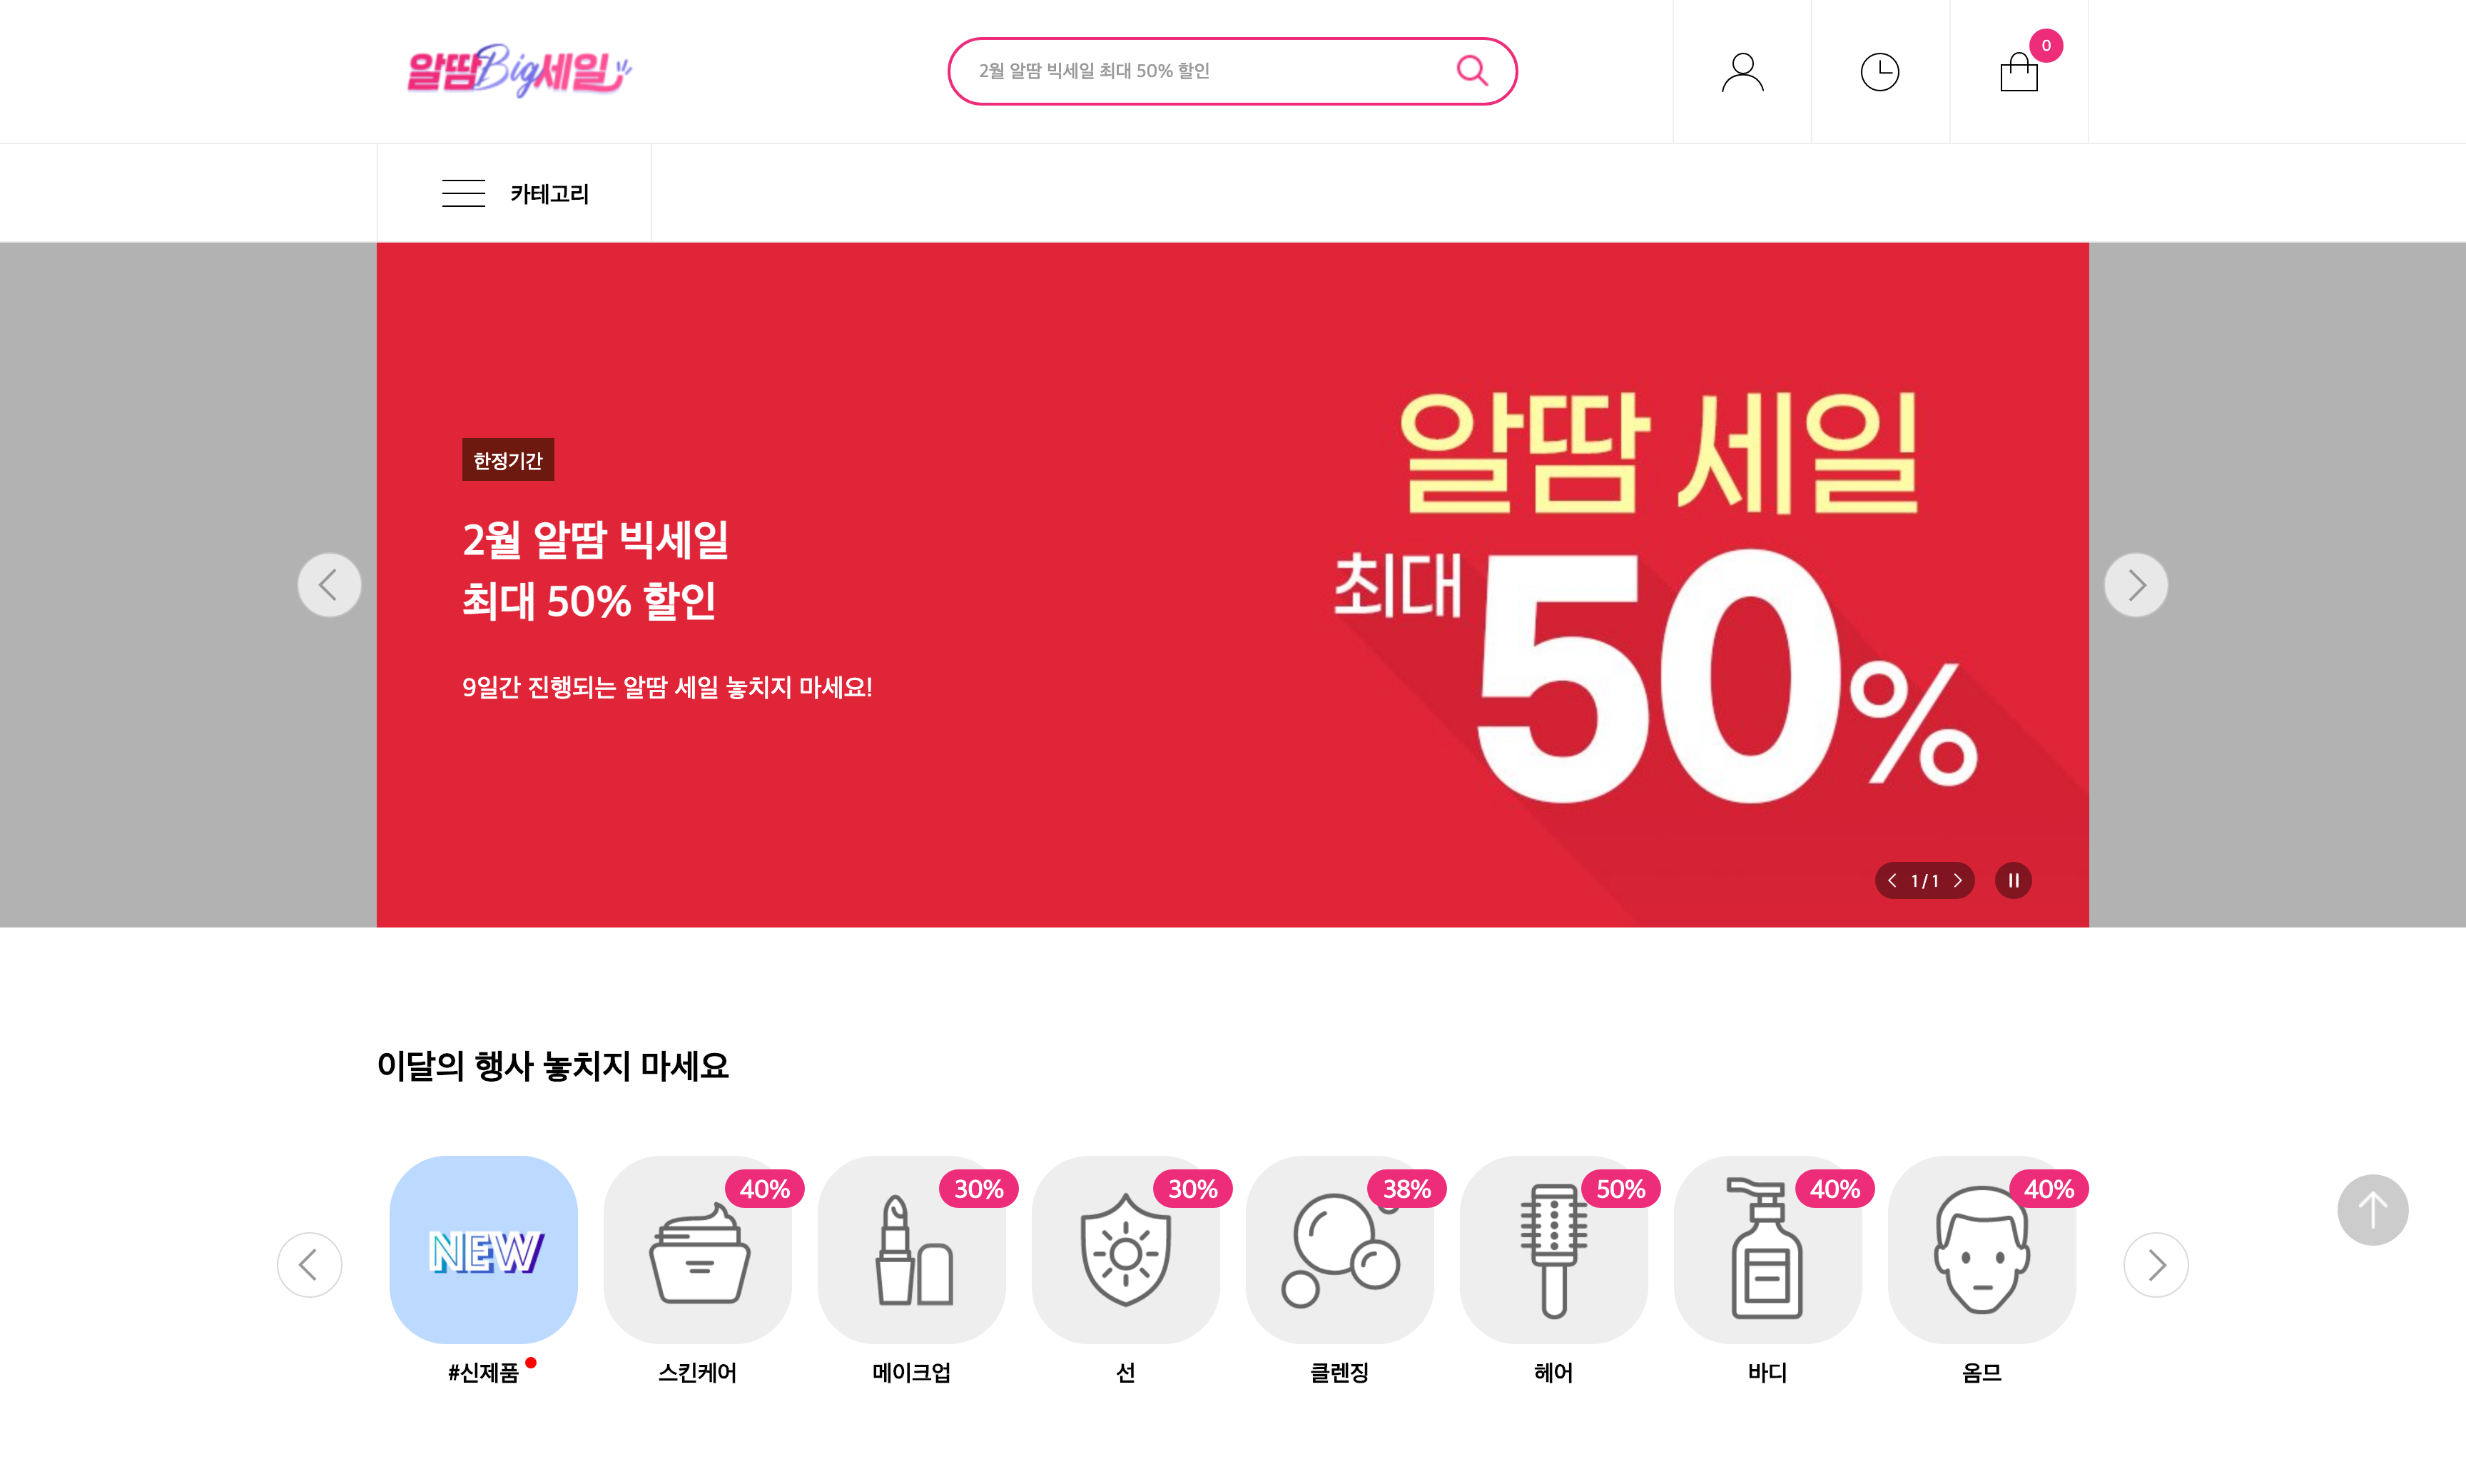 알땀Big세일
2월 알땀 빅세일 최대 50% 할인
0
카테고리
한정기간
2월 알땀 빅세일
최대 50% 할인
9일간 진행되는 알땀 세일 놓치지 마세요!
알땀 세일
최대 50%
1 / 1
이달의 행사 놓치지 마세요
NEW
40%
30%
30%
38%
50%
40%
40%
#신제품
스킨케어
메이크업
선
클렌징
헤어
바디
옴므